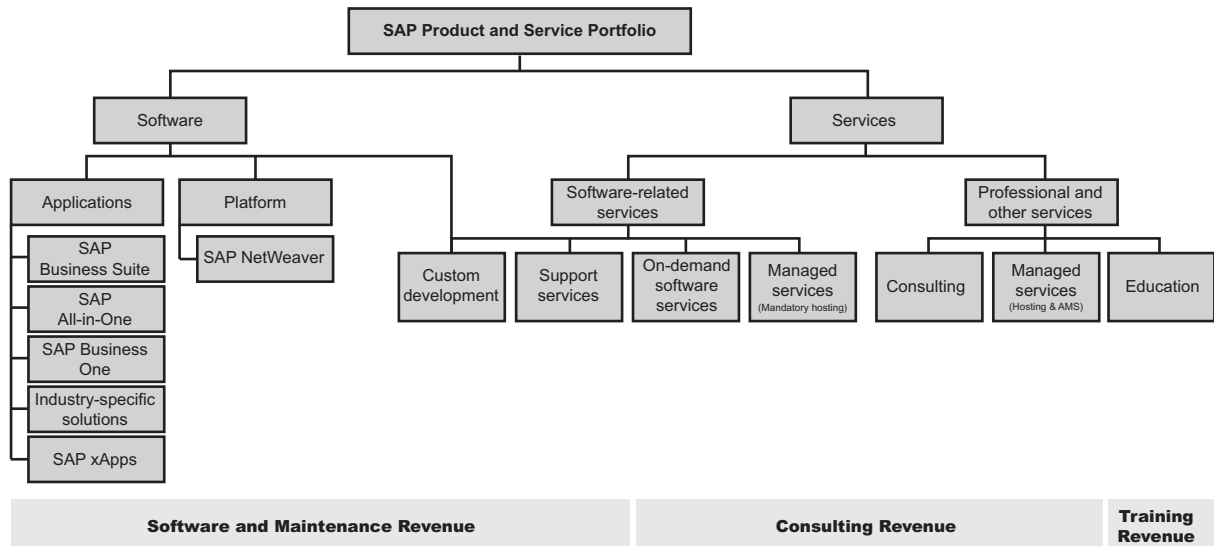 SAP Product and Service Portfolio
Software
Services
Applications
Platform
Software-related
services
Professional and
other services
SAP
Business Suite
SAP NetWeaver
Custom
development
Support
services
On-demand
software
services
Managed
services
(Mandatory hosting)
Consulting
Managed
services
(Hosting & AMS)
Education
SAP
All-in-One
SAP Business
One
Industry-specific
solutions
SAP xApps
Software and Maintenance Revenue
Consulting Revenue
Training
Revenue